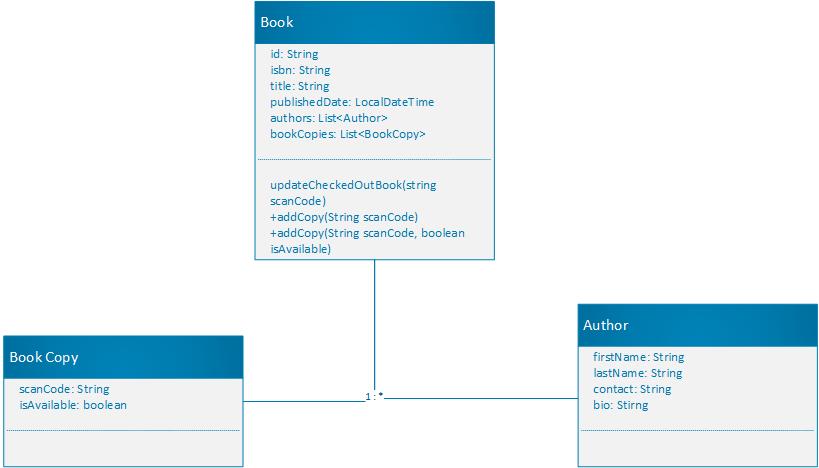 Book
id: String
isbn: String
title: String
publishedDate: LocalDateTime
authors: List<Author>
bookCopies: List<BookCopy>
updateCheckedOutBook(string
scanCode)
+addCopy(String scanCode)
+addCopy(String scanCode, boolean
isAvailable)
Book Copy
scanCode: String
isAvailable: boolean
1 : *
Author
firstName: String
lastName: String
contact: String
bio: Stirng